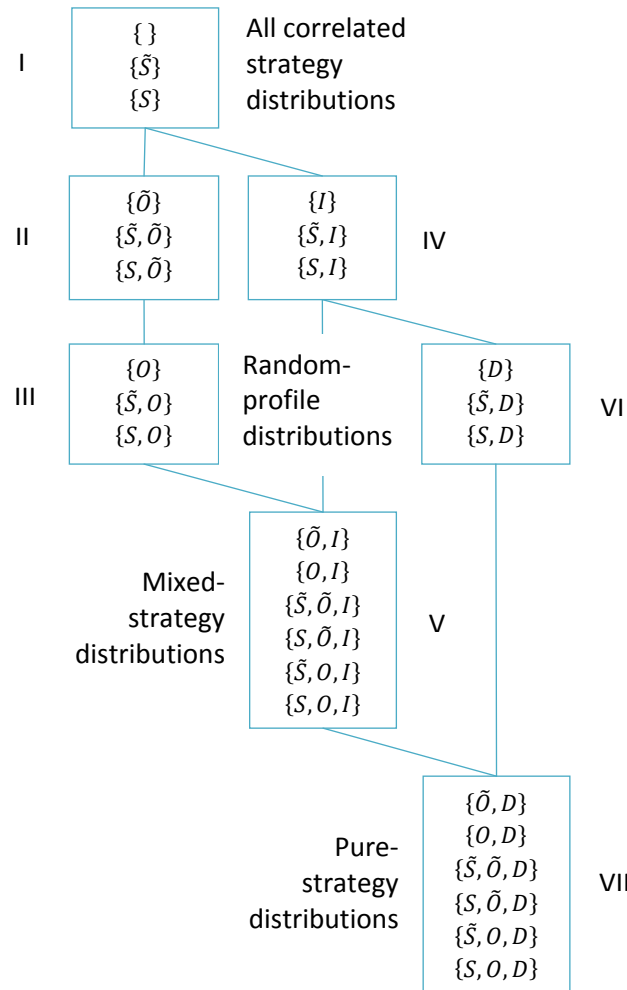 I
{ }
{S̃}
{S}
All correlated
strategy
distributions
II
{Õ}
{S̃, Õ}
{S, Õ}
{I}
{S̃, I}
{S, I}
IV
III
{O}
{S̃, O}
{S, O}
Random-
profile
distributions
{D}
{S̃, D}
{S, D}
VI
Mixed-
strategy
distributions
{Õ, I}
{O, I}
{S̃, Õ, I}
{S, Õ, I}
{S̃, O, I}
{S, O, I}
V
Pure-
strategy
distributions
{Õ, D}
{O, D}
{S̃, Õ, D}
{S, Õ, D}
{S̃, O, D}
{S, O, D}
VII